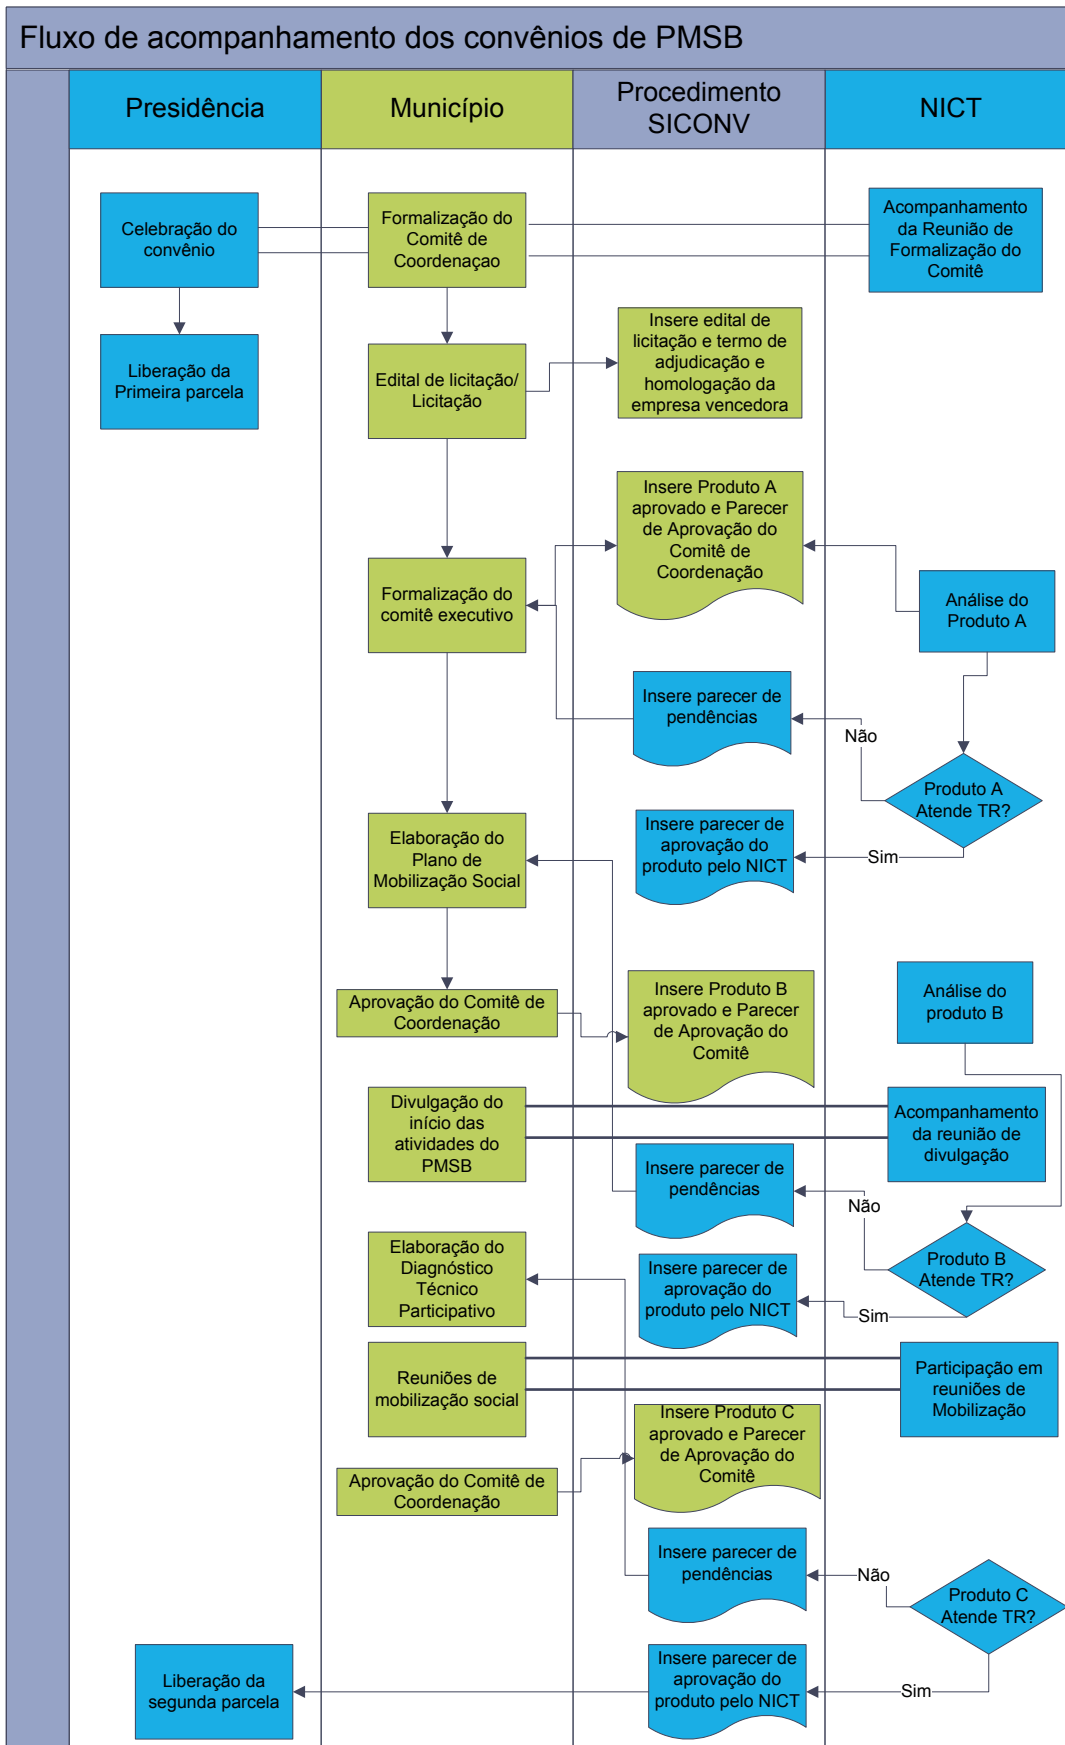 Fluxo de acompanhamento dos convênios de PMSB
Presidência
Município
Procedimento
SICONV
NICT
Celebração do
convênio
Formalização do
Comitê de
Coordenaçao
Acompanhamento
da Reunião de
Formalização do
Comitê
Liberação da
Primeira parcela
Edital de licitação/
Licitação
Insere edital de
licitação e termo de
adjudicação e
homologação da
empresa vencedora
Insere Produto A
aprovado e Parecer
de Aprovação do
Comitê de
Coordenação
Formalização do
comitê executivo
Análise do
Produto A
Insere parecer de
pendências
Não
Produto A
Atende TR?
Elaboração do
Plano de
Mobilização Social
Insere parecer de
aprovação do
produto pelo NICT
Sim
Aprovação do Comitê de
Coordenação
Insere Produto B
aprovado e Parecer
de Aprovação do
Comitê
Análise do
produto B
Divulgação do
início das
atividades do
PMSB
Acompanhamento
da reunião de
divulgação
Insere parecer de
pendências
Não
Produto B
Atende TR?
Elaboração do
Diagnóstico
Técnico
Participativo
Insere parecer de
aprovação do
produto pelo NICT
Sim
Reuniões de
mobilização social
Participação em
reuniões de
Mobilização
Insere Produto C
aprovado e Parecer
de Aprovação do
Comitê
Aprovação do Comitê de
Coordenação
Insere parecer de
pendências
Não
Produto C
Atende TR?
Liberação da
segunda parcela
Insere parecer de
aprovação do
produto pelo NICT
Sim